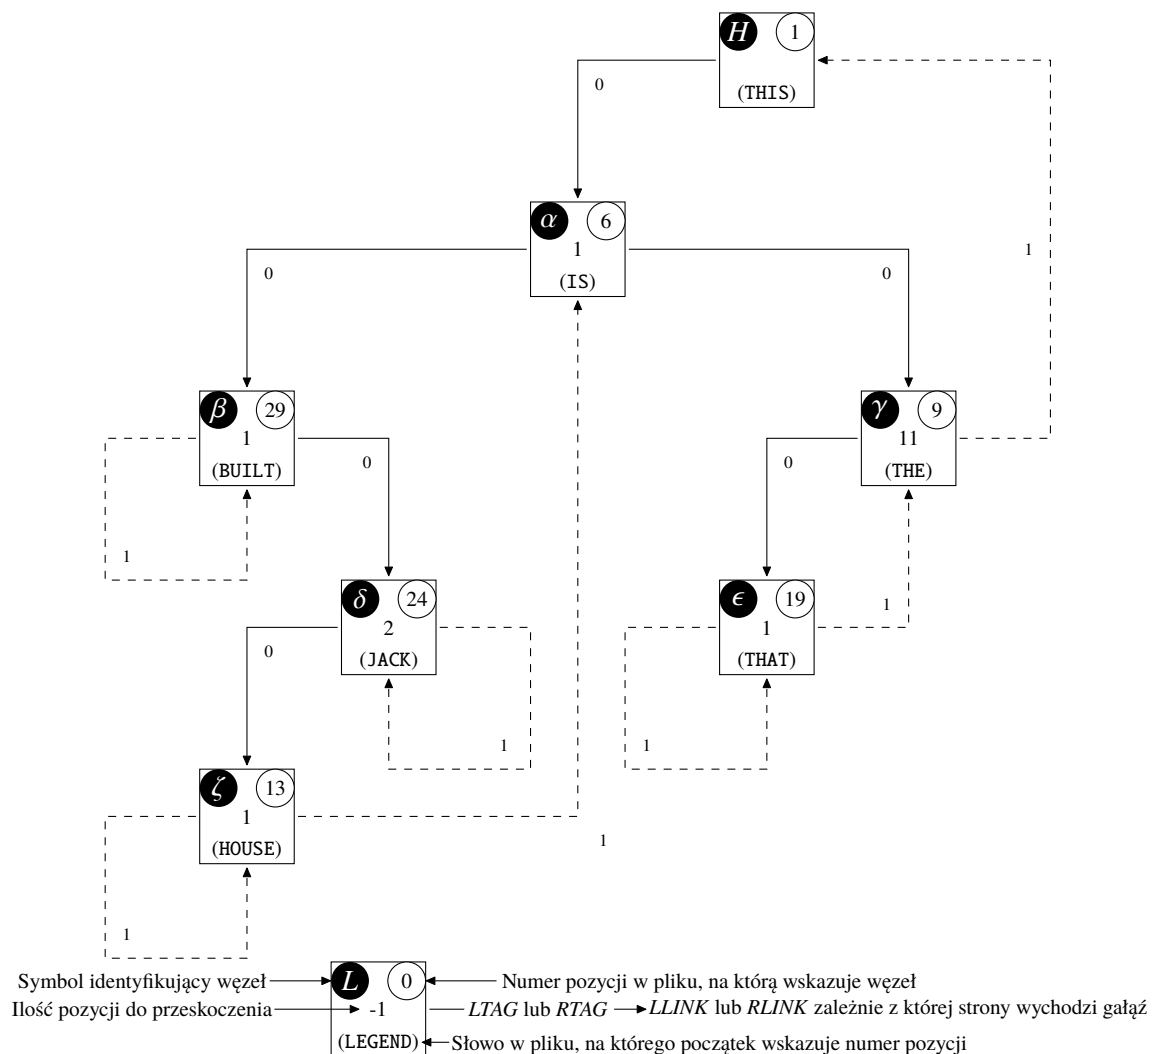 H 1
(THIS)
0
α 6
1
(IS)
0 0 1
β 29
1
(BUILT)
γ 9
11
(THE)
0 0
1
δ 24
2
(JACK)
ϵ 19
1
(THAT)
1
0
1 1
ζ 13
1
(HOUSE)
1
1
Symbol identyfikujący węzeł L 0 Numer pozycji w pliku, na którą wskazuje węzeł
Ilość pozycji do przeskoczenia -1 LTAG lub RTAG LLINK lub RLINK zależnie z której strony wychodzi gałąź
(LEGEND) Słowo w pliku, na którego początek wskazuje numer pozycji